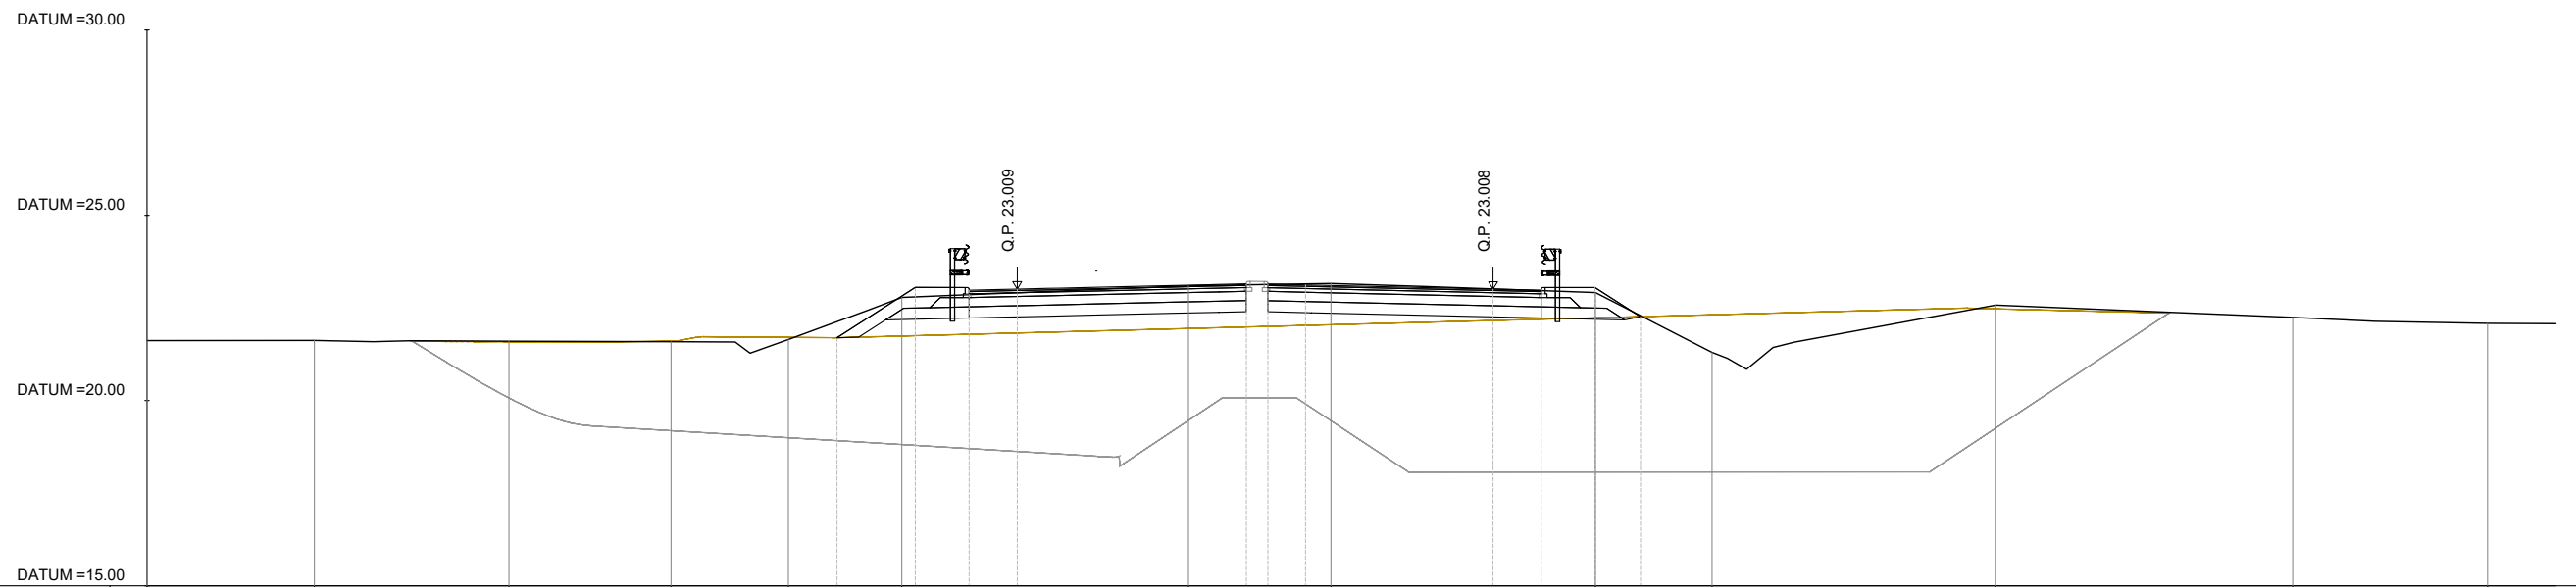 DATUM =30.00
DATUM =25.00
Q.P. 23.009
Q.P. 23.008
DATUM =20.00
DATUM =15.00